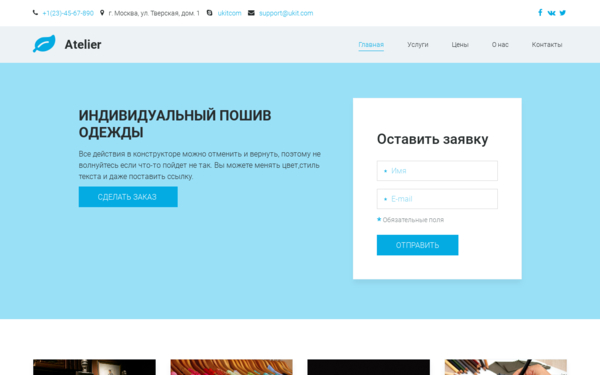 +1(23)-45-67-890 г. Москва, ул. Тверская, дом. 1 ukitcom support@ukit.com
Atelier
Главная Услуги Цены О нас Контакты
ИНДИВИДУАЛЬНЫЙ ПОШИВ
ОДЕЖДЫ
Все действия в конструкторе можно отменить и вернуть, поэтому не
волнуйтесь если что-то пойдет не так. Вы можете менять цвет,стиль
текста и даже поставить ссылку.
СДЕЛАТЬ ЗАКАЗ
Оставить заявку
* Имя
* E-mail
* Обязательные поля
ОТПРАВИТЬ